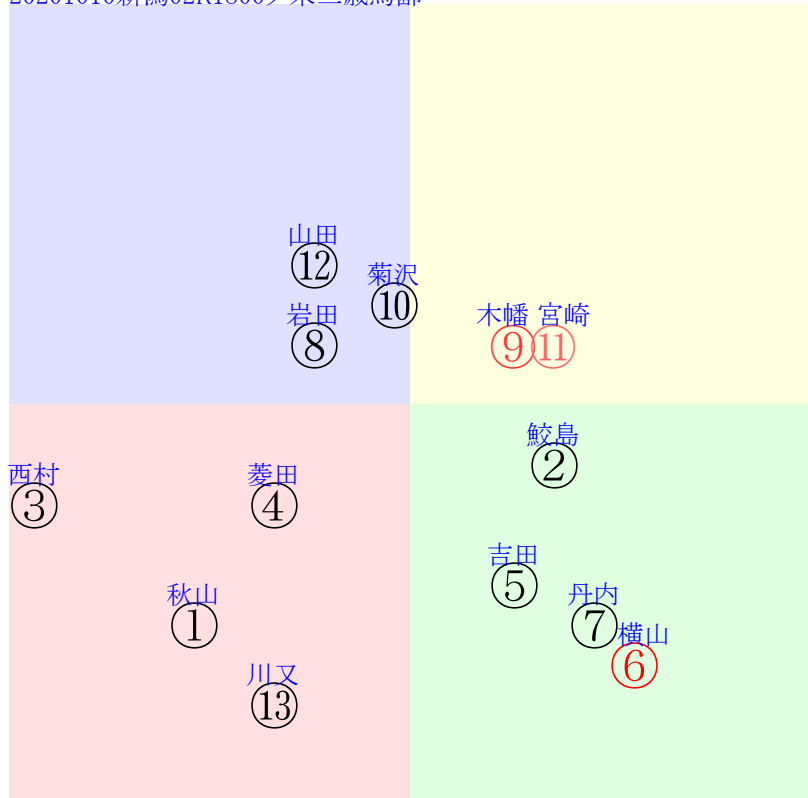 山田
⑫
菊沢
⑩
岩田
⑧
木幡 宮崎
⑨⑪
鮫島
②
西村
③
菱田
④
吉田
⑤
秋山
①
丹内
⑦
横山
⑥
川又
⑬